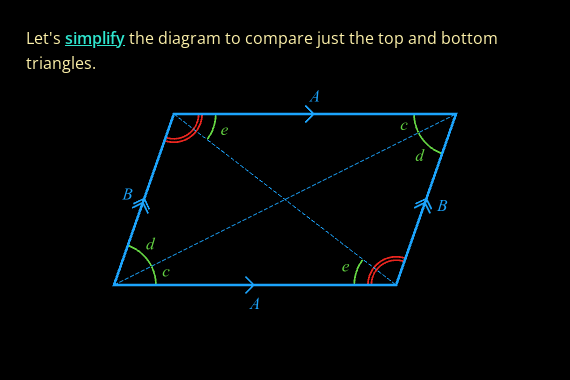 Let's simplify the diagram to compare just the top and bottom
triangles.
A
e
c
d
B
B
d
e
c
A